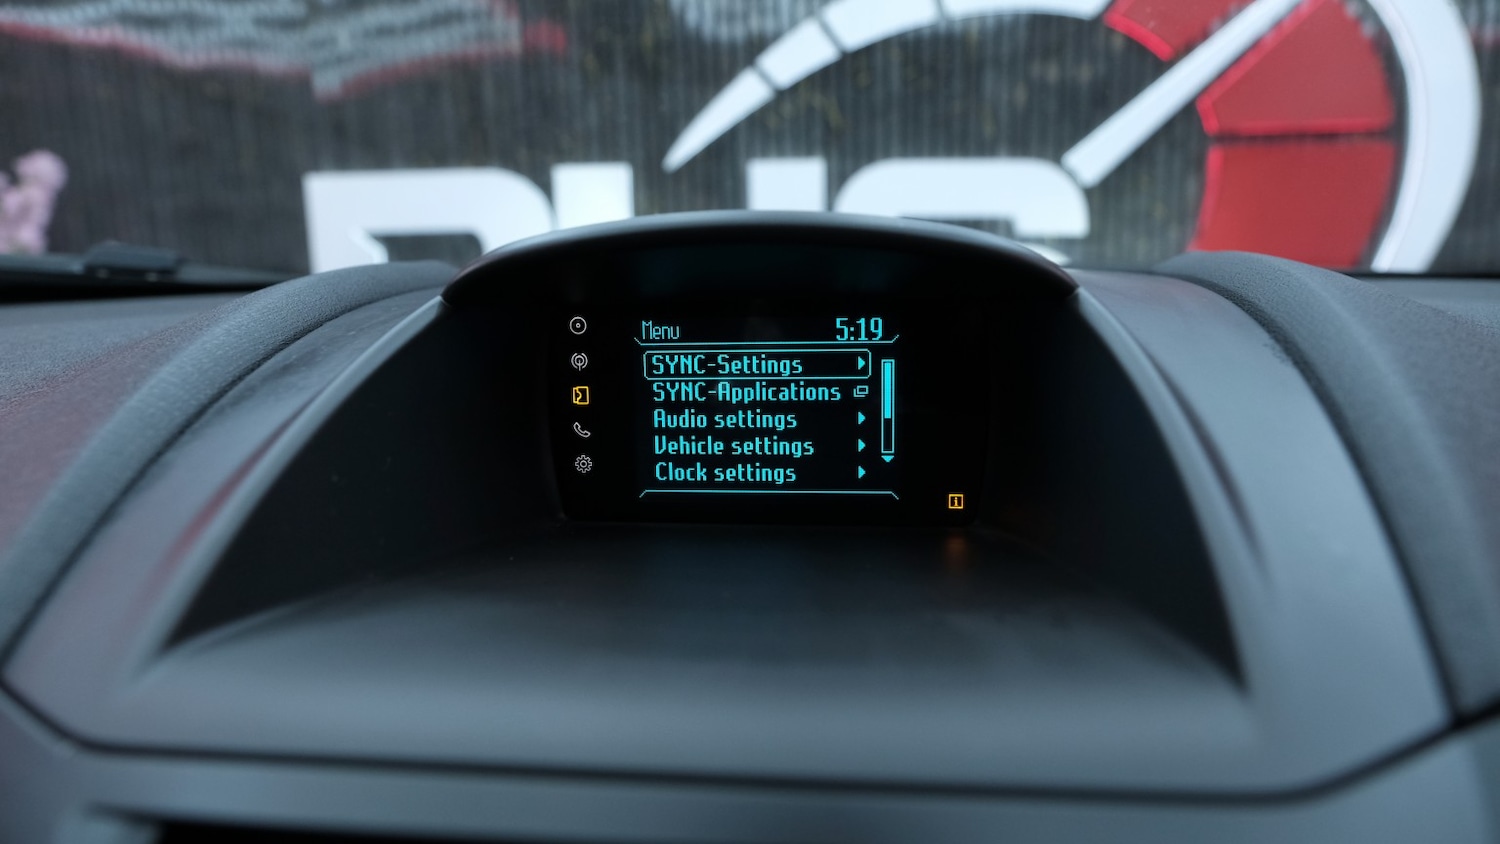 Menu 5:19
SYNC-Settings
SYNC-Applications
Audio settings
Vehicle settings
Clock settings